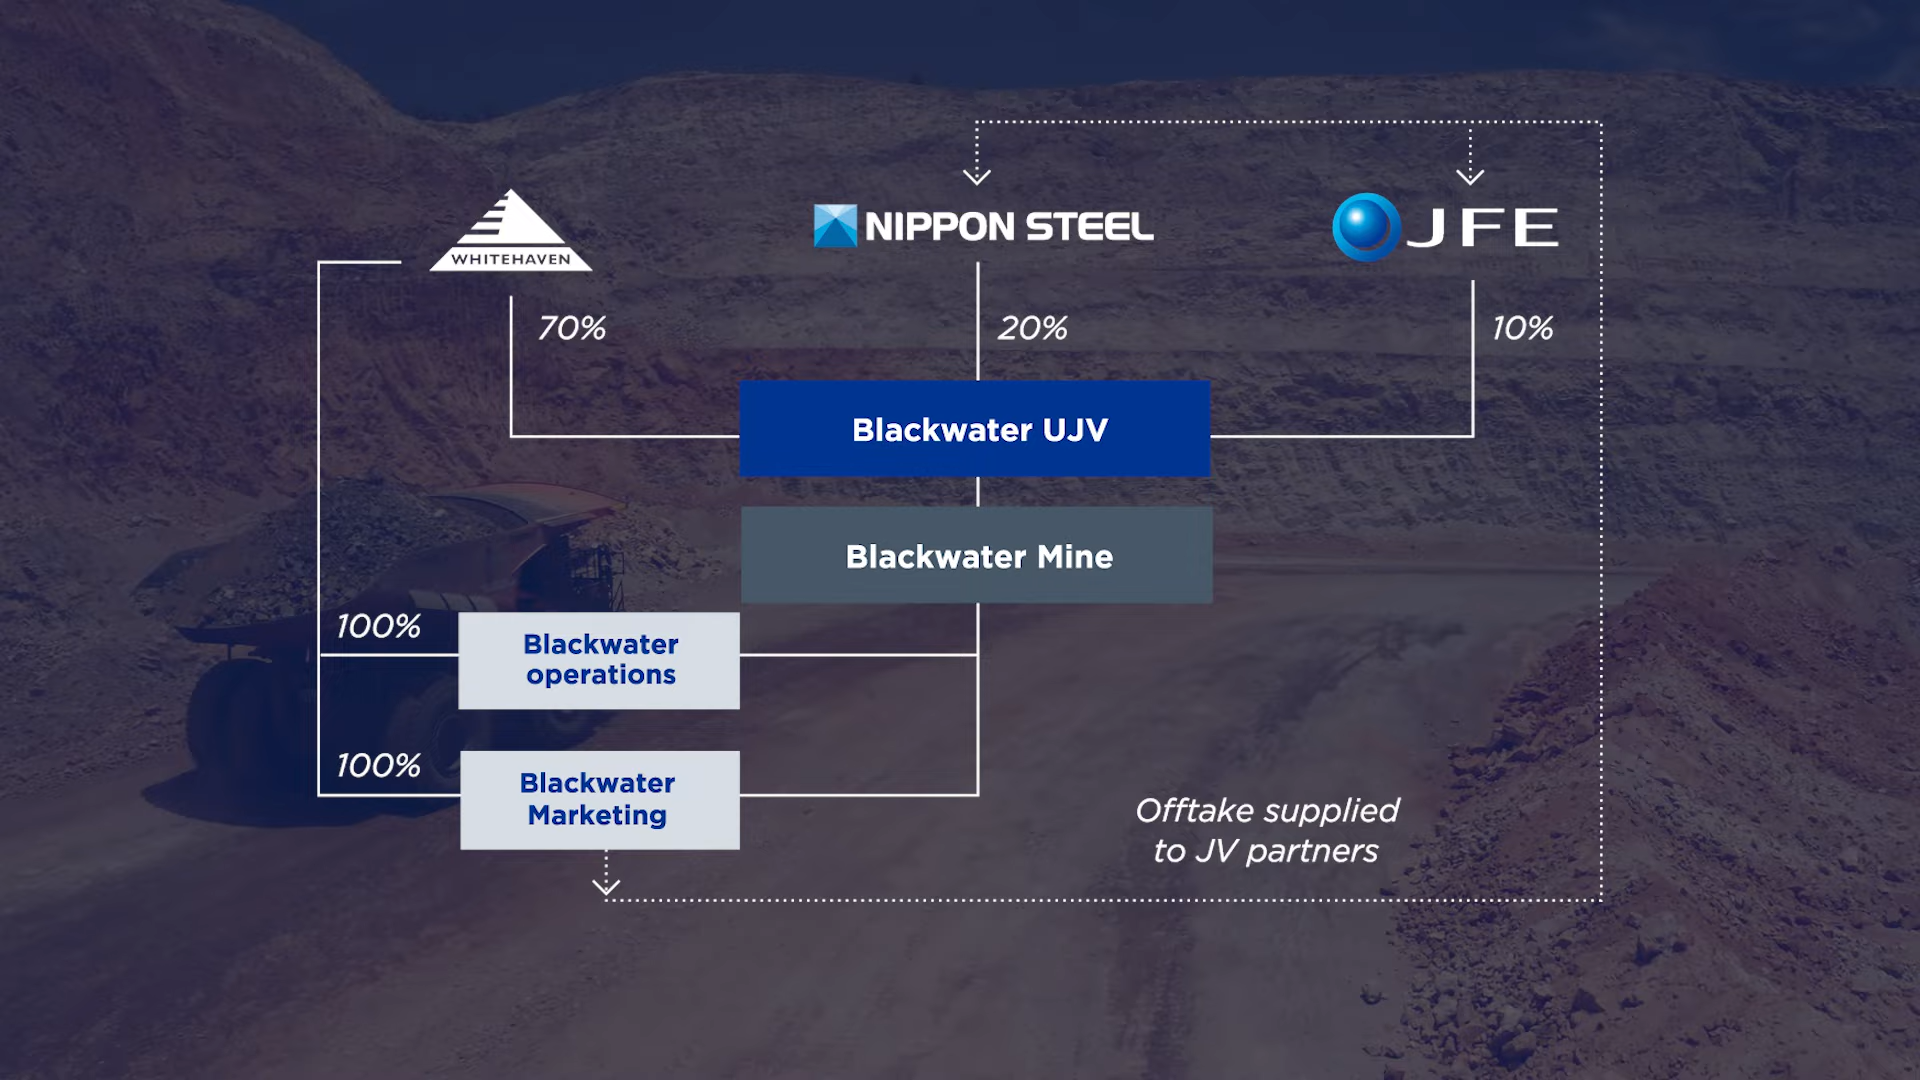 WHITEHAVEN
NIPPON STEEL
JFE
70%
20%
10%
Blackwater UJV
Blackwater Mine
100%
Blackwater
operations
100%
Blackwater
Marketing
Offtake supplied
to JV partners